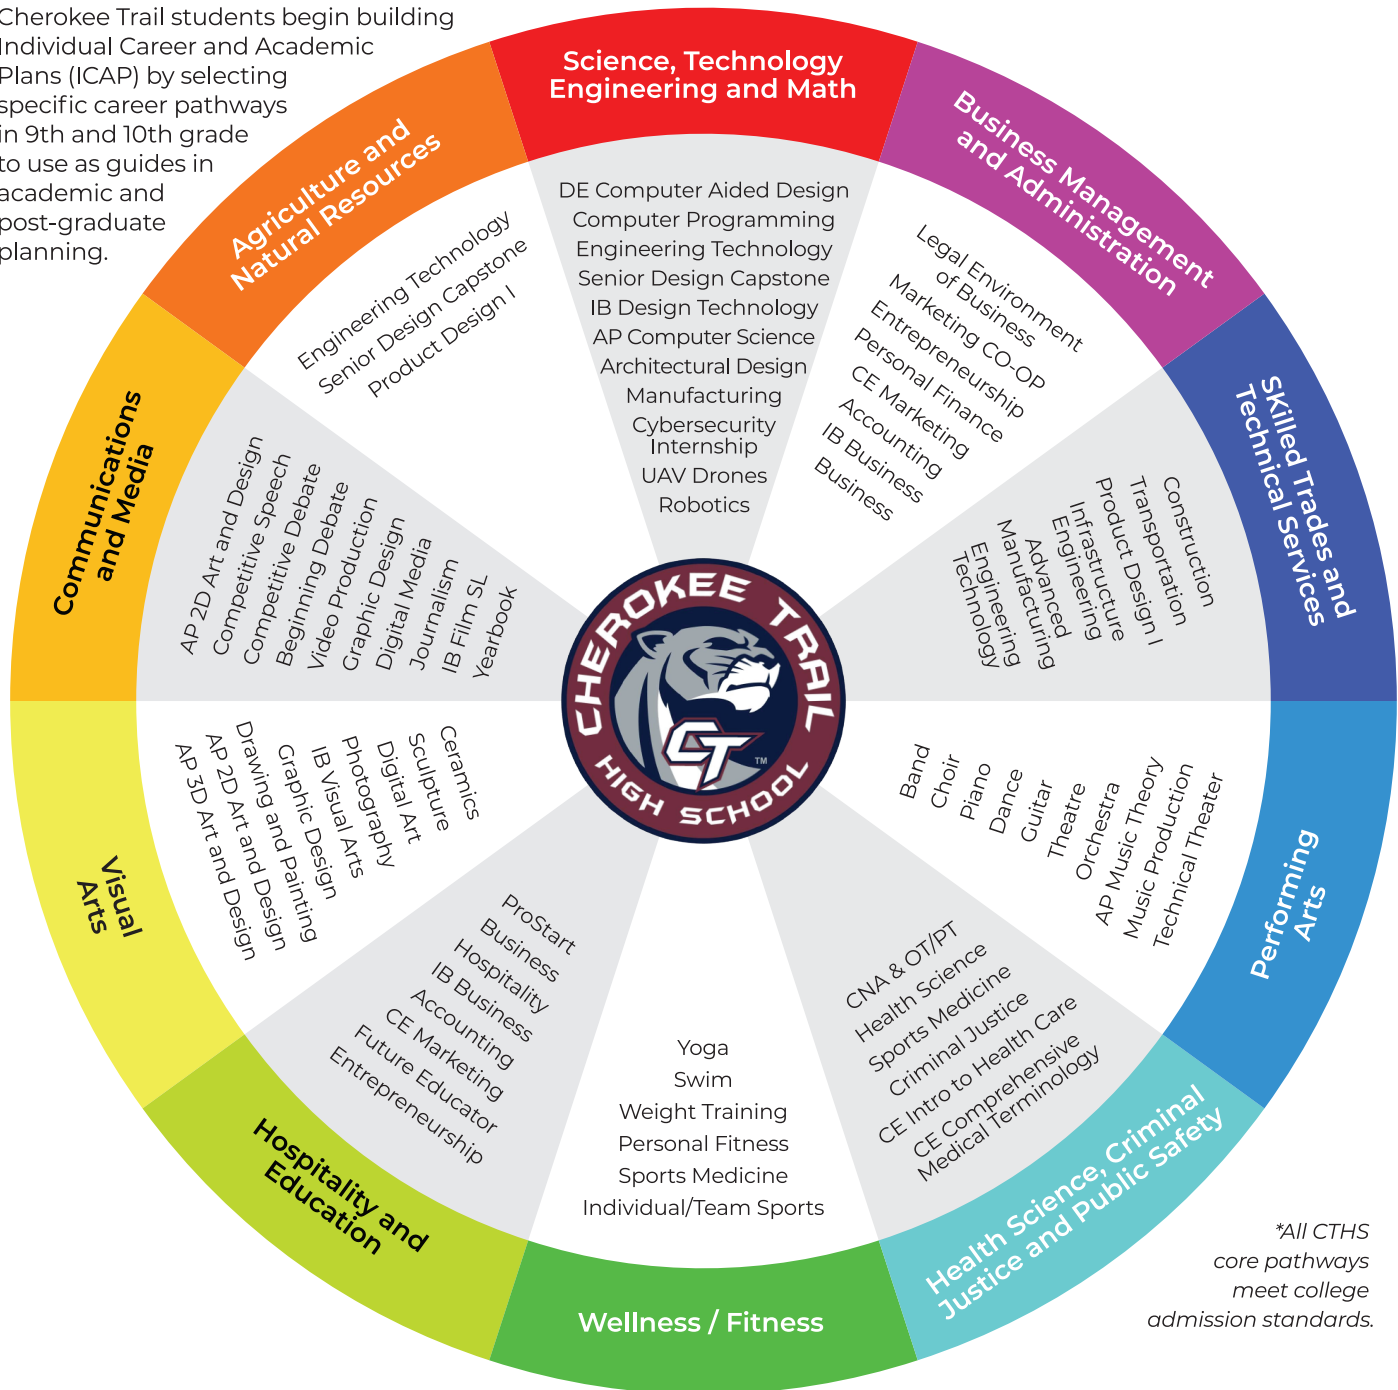 Cherokee Trail students begin building
Individual Career and Academic
Plans (ICAP) by selecting
specific career pathways
in 9th and 10th grade
to use as guides in
academic and
post-graduate
planning.
Science, Technology
Engineering and Math
DE Computer Aided Design
Computer Programming
Engineering Technology
Senior Design Capstone
IB Design Technology
AP Computer Science
Architectural Design
Manufacturing
Cybersecurity
Internship
UAV Drones
Robotics
Business Management
and Administration
Legal Environment
of Business
Marketing CO-OP
Entrepreneurship
Personal Finance
CE Marketing
Accounting
IB Business
Business
SKilled Trades and
Technical Services
Construction
Transportation
Product Design I
Infrastructure
Engineering
Advanced
Manufacturing
Engineering
Technology
Performing
Arts
Band
Choir
Piano
Dance
Guitar
Theatre
Orchestra
AP Music Theory
Music Production
Technical Theater
Health Science, Criminal
Justice and Public Safety
CNA & OT/PT
Health Science
Sports Medicine
Criminal Justice
CE Intro to Health Care
CE Comprehensive
Medical Terminology
Wellness / Fitness
Yoga
Swim
Weight Training
Personal Fitness
Sports Medicine
Individual/Team Sports
Hospitality and
Education
ProStart
Business
Hospitality
IB Business
Accounting
CE Marketing
Future Educator
Entrepreneurship
Visual
Arts
Ceramics
Sculpture
Digital Art
Photography
IB Visual Arts
Graphic Design
Drawing and Painting
AP 2D Art and Design
AP 3D Art and Design
Communications
and Media
AP 2D Art and Design
Competitive Speech
Competitive Debate
Beginning Debate
Video Production
Graphic Design
Digital Media
Journalism
IB Film SL
Yearbook
Agriculture and
Natural Resources
Engineering Technology
Senior Design Capstone
Product Design I
CHEROKEE TRAIL
HIGH SCHOOL
CT
TM
*All CTHS
core pathways
meet college
admission standards.